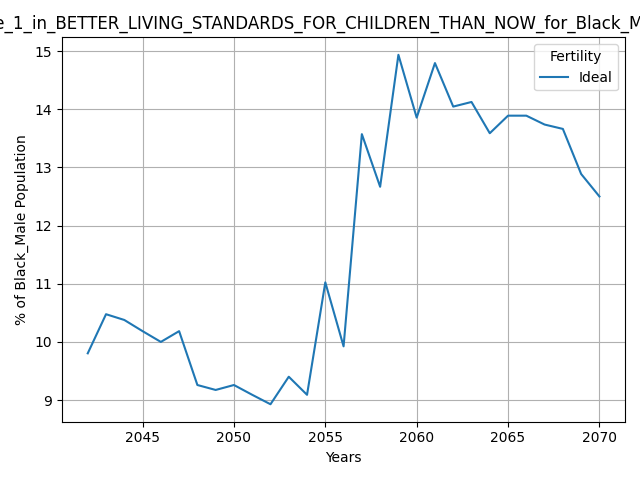 e_1_in_BETTER_LIVING_STANDARDS_FOR_CHILDREN_THAN_NOW_for_Black_M
15
14
13
12
11
10
9
% of Black_Male Population
Fertility
Ideal
2045 2050 2055 2060 2065 2070
Years